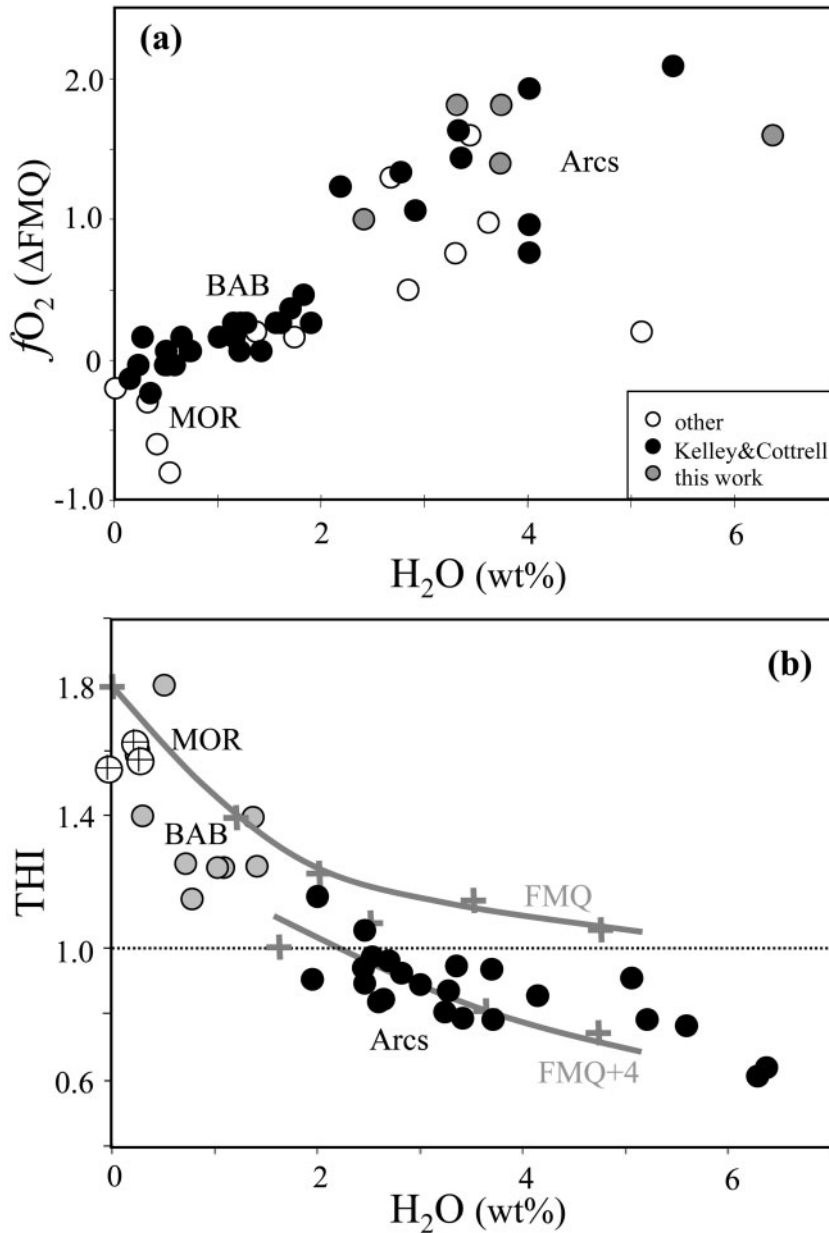 (a)
2.0
Arcs
1.0
BAB
fO₂ (ΔFMQ)
0
MOR
other
Kelley&Cottrell
this work
-1.0
0
2
4
6
H₂O (wt%)
(b)
1.8
MOR
1.4
BAB
THI
FMQ
1.0
Arcs
FMQ+4
0.6
0
2
4
6
H₂O (wt%)